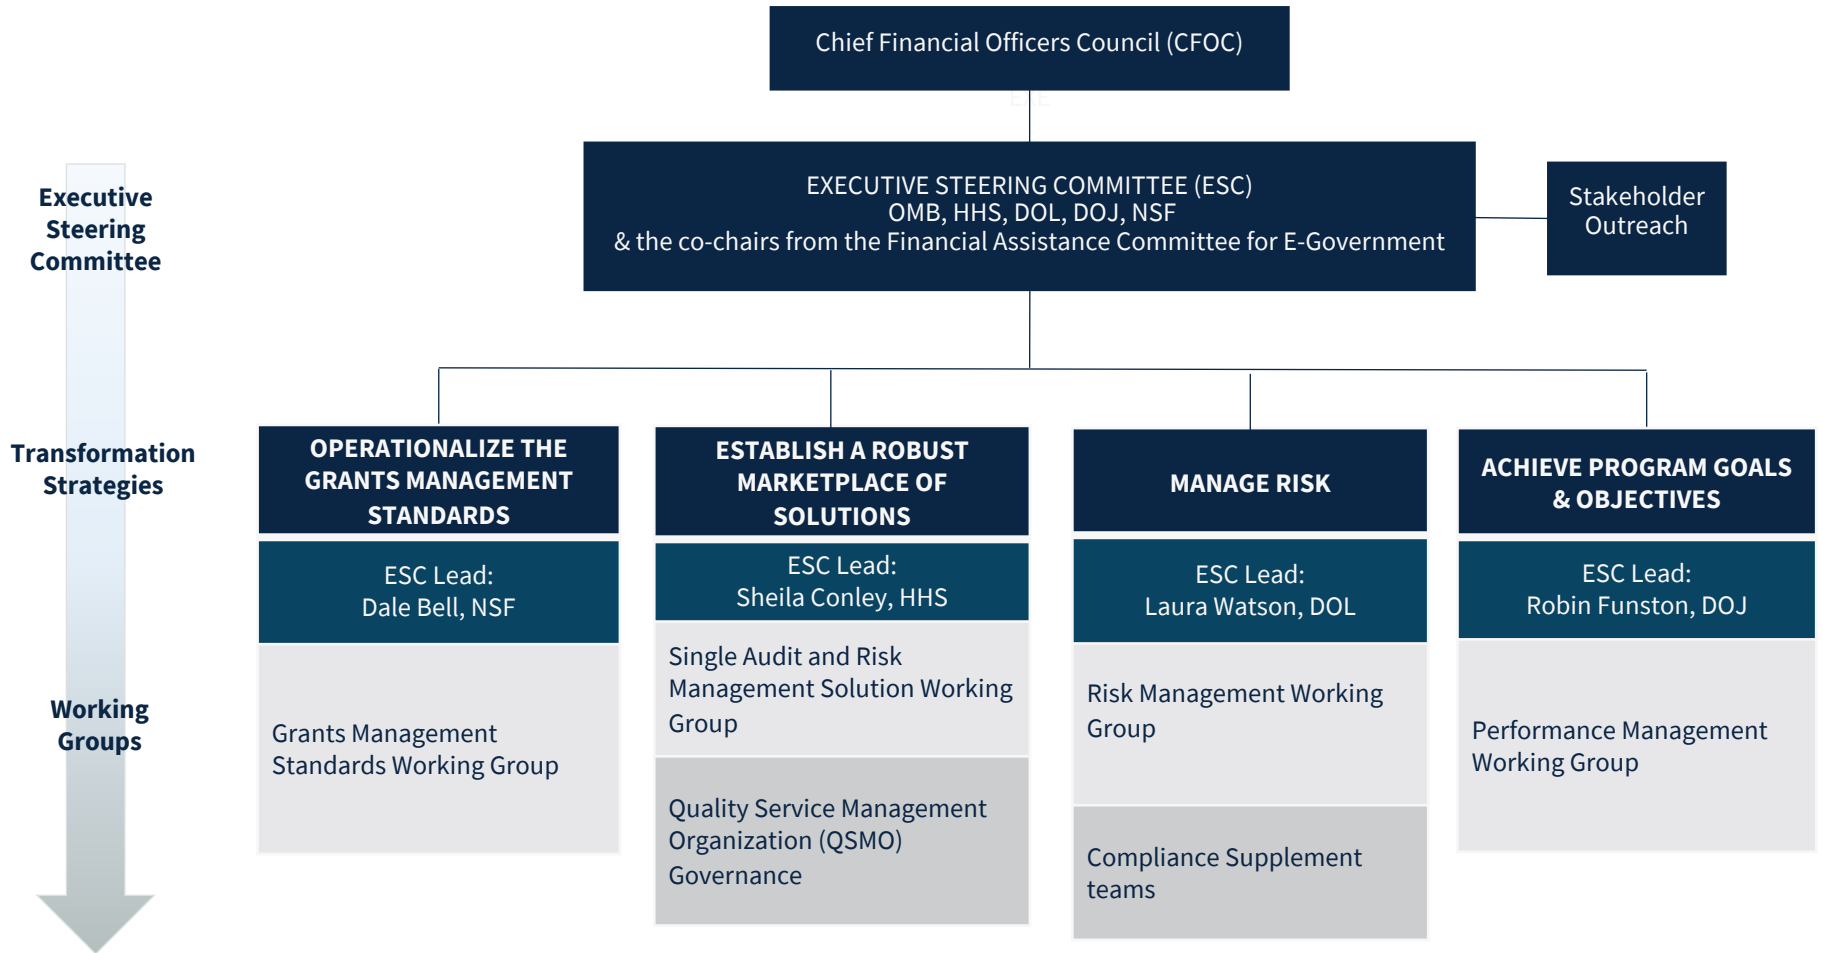 Chief Financial Officers Council (CFOC)
EXE
EXECUTIVE STEERING COMMITTEE (ESC)
OMB, HHS, DOL, DOJ, NSF
& the co-chairs from the Financial Assistance Committee for E-Government
Stakeholder
Outreach
Executive
Steering
Committee
Transformation
Strategies
Working
Groups
OPERATIONALIZE THE
GRANTS MANAGEMENT
STANDARDS
ESC Lead:
Dale Bell, NSF
Grants Management
Standards Working Group
ESTABLISH A ROBUST
MARKETPLACE OF
SOLUTIONS
ESC Lead:
Sheila Conley, HHS
Single Audit and Risk
Management Solution Working
Group
Quality Service Management
Organization (QSMO)
Governance
MANAGE RISK
ESC Lead:
Laura Watson, DOL
Risk Management Working
Group
Compliance Supplement
teams
ACHIEVE PROGRAM GOALS
& OBJECTIVES
ESC Lead:
Robin Funston, DOJ
Performance Management
Working Group